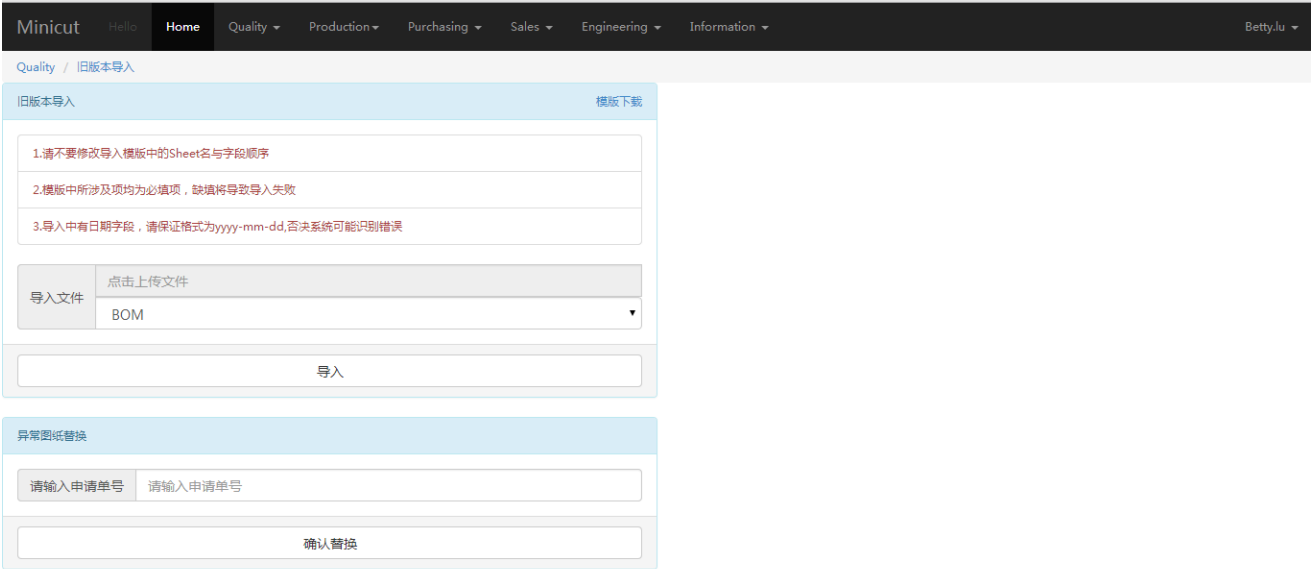 Minicut Hello Home Quality Production Purchasing Sales Engineering Information Betty.lu
Quality / 旧版本导入
旧版本导入 模版下载
1.请不要修改导入模版中的Sheet名与字段顺序
2.模版中所涉及项均为必填项，缺填将导致导入失败
3.导入中有日期字段，请保证格式为yyyy-mm-dd,否决系统可能识别错误
导入文件 点击上传文件
BOM
导入
异常图纸替换
请输入申请单号 请输入申请单号
确认替换